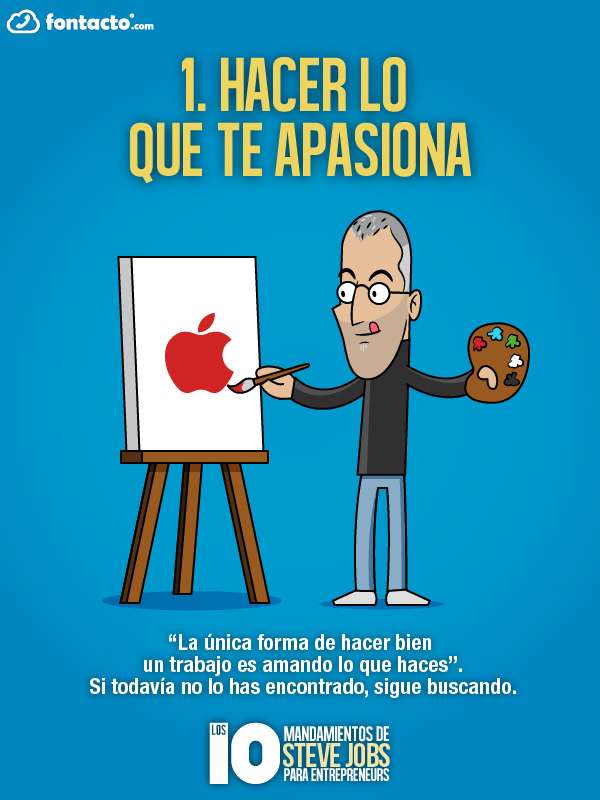 fontacto.com
1. HACER LO
QUE TE APASIONA
“La única forma de hacer bien
un trabajo es amando lo que haces”.
Si todavía no lo has encontrado, sigue buscando.
LOS 10
MANDAMIENTOS DE
STEVE JOBS
PARA ENTREPRENEURS